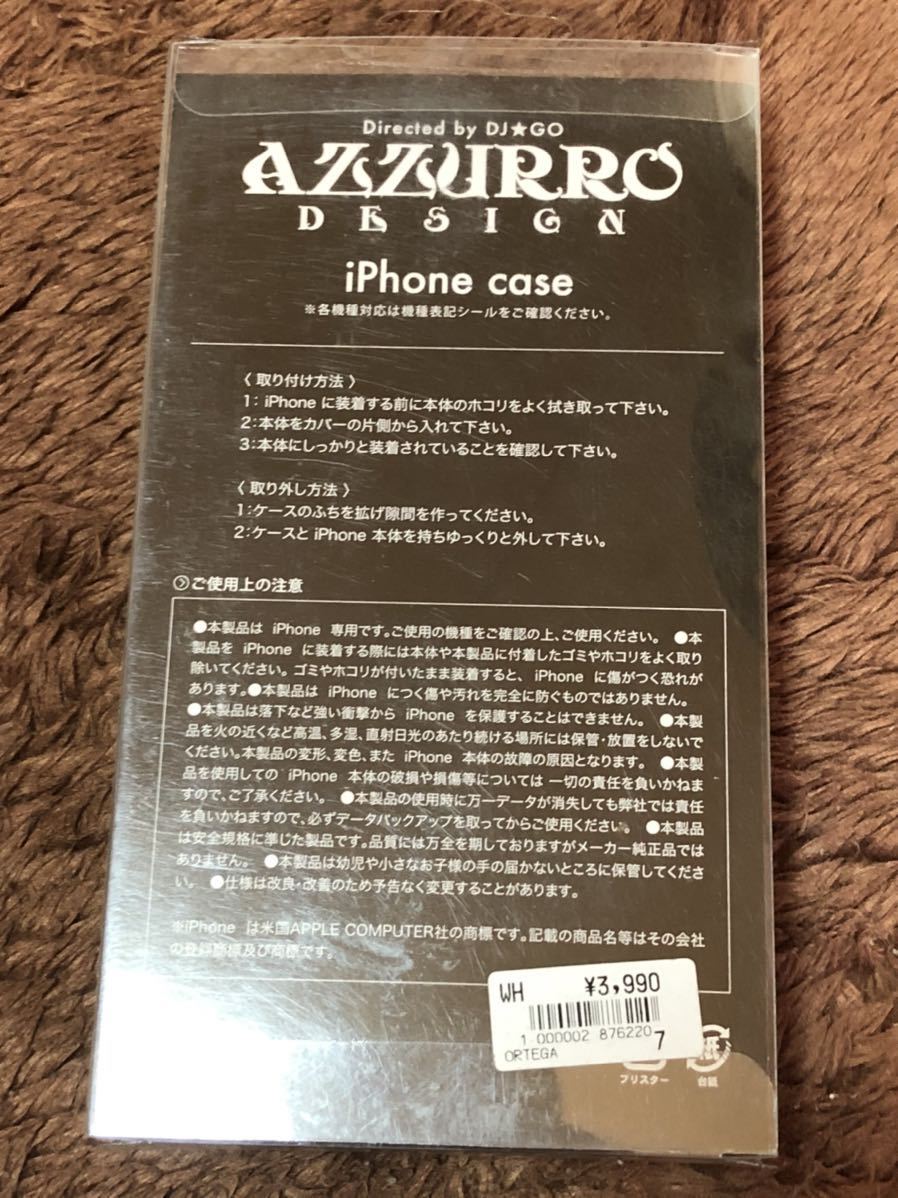 Directed by DJ★GO
AZZURRO
DESIGN
iPhone case
※各機種対応は機種表記シールをご確認ください。
〈 取り付け方法 〉
1: iPhone に装着する前に本体のホコリをよく拭き取って下さい。
2:本体をカバーの片側から入れて下さい。
3:本体にしっかりと装着されていることを確認して下さい。
〈 取り外し方法 〉
1:ケースのふちを拡げ隙間を作ってください。
2:ケースと iPhone 本体を持ちゆっくりと外して下さい。
ご使用上の注意
●本製品は iPhone 専用です。ご使用の機種をご確認の上、ご使用ください。 ●本
製品を iPhone に装着する際には本体や本製品に付着したゴミやホコリをよく取り
除いてください。ゴミやホコリが付いたまま装着すると、iPhone に傷がつく恐れが
あります。●本製品は iPhone につく傷や汚れを完全に防ぐものではありません。
●本製品は落下など強い衝撃から iPhone を保護することはできません。 ●本製
品を火の近くなど高温、多湿、直射日光のあたり続ける場所には保管・放置をしないで
ください。本製品の変形、変色、また iPhone 本体の故障の原因となります。 ●本製
品を使用しての iPhone 本体の破損や損傷等については 一切の責任を負いかねま
すので、ご了承ください。 ●本製品の使用時に万一データが消失しても弊社では責任
を負いかねますので、必ずデータバックアップを取ってからご使用ください。 ●本製品
は安全規格に準じた製品です。品質には万全を期しておりますがメーカー純正品では
ありません。 ●本製品は幼児や小さなお子様の手の届かないところに保管してくださ
い。 ●仕様は改良・改善のため予告なく変更することがあります。
※iPhone は米国APPLE COMPUTER社の商標です。記載の商品名等はその会社
の登録商標及び商標です。
WH ¥3,990
1 000002 876220 7
ORTEGA
ブリスター
紙
台紙